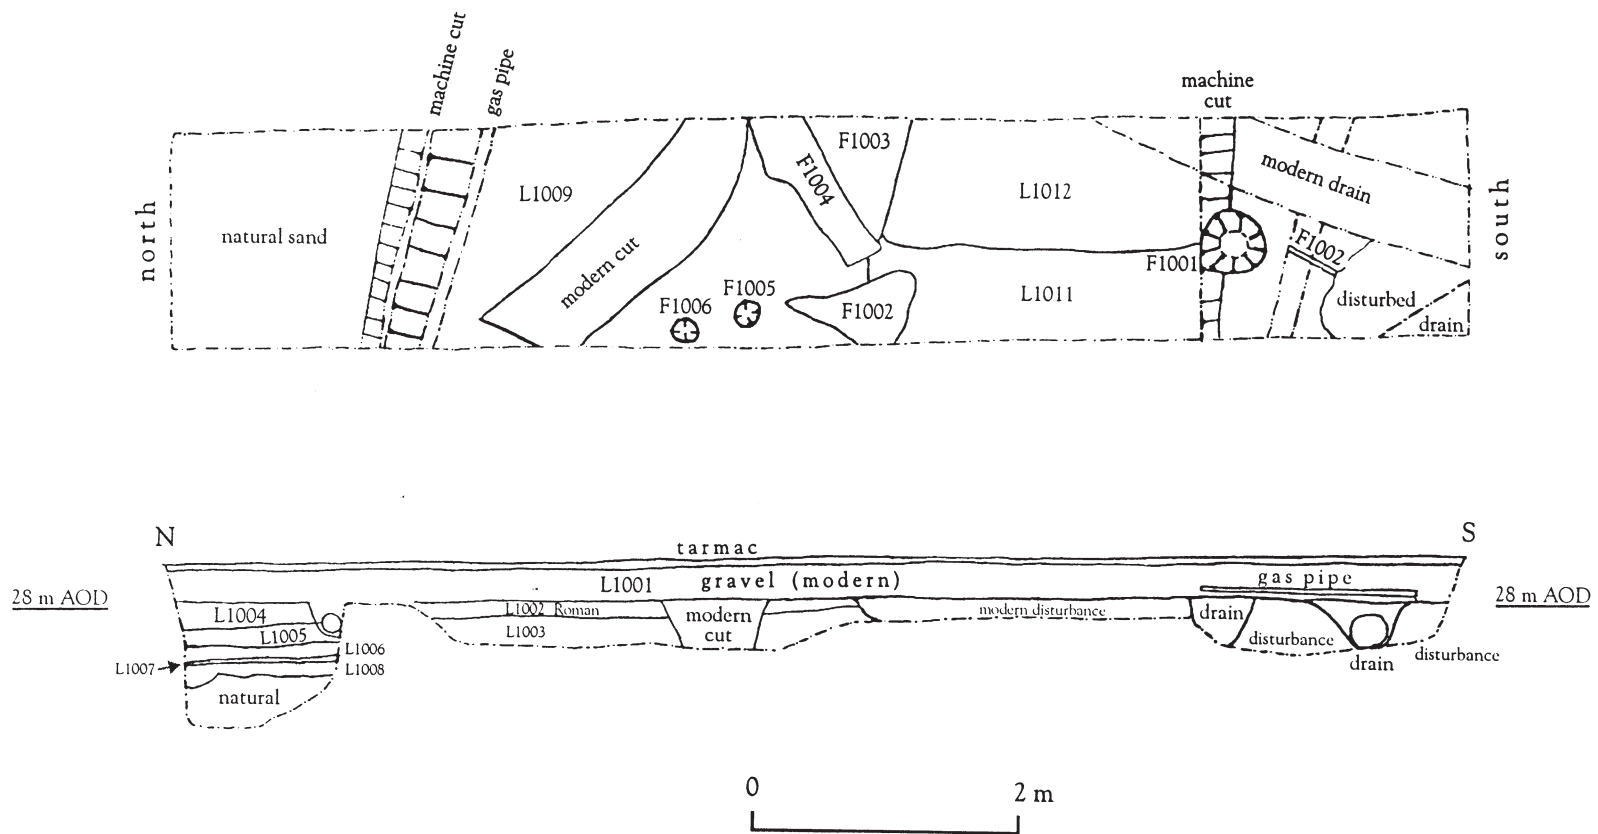 machine cut
gas pipe
machine
cut
north
natural sand
L1009
modern cut
F1006
F1005
F1004
F1003
F1002
L1012
L1011
F1001
modern drain
F1002
disturbed
drain
south
N
S
tarmac
L1001 gravel (modern)
gas pipe
28 m AOD
28 m AOD
L1004
L1005
L1006
L1007
L1008
natural
L1002 Roman
L1003
modern
cut
modern disturbance
drain
disturbance
drain
disturbance
0
2 m